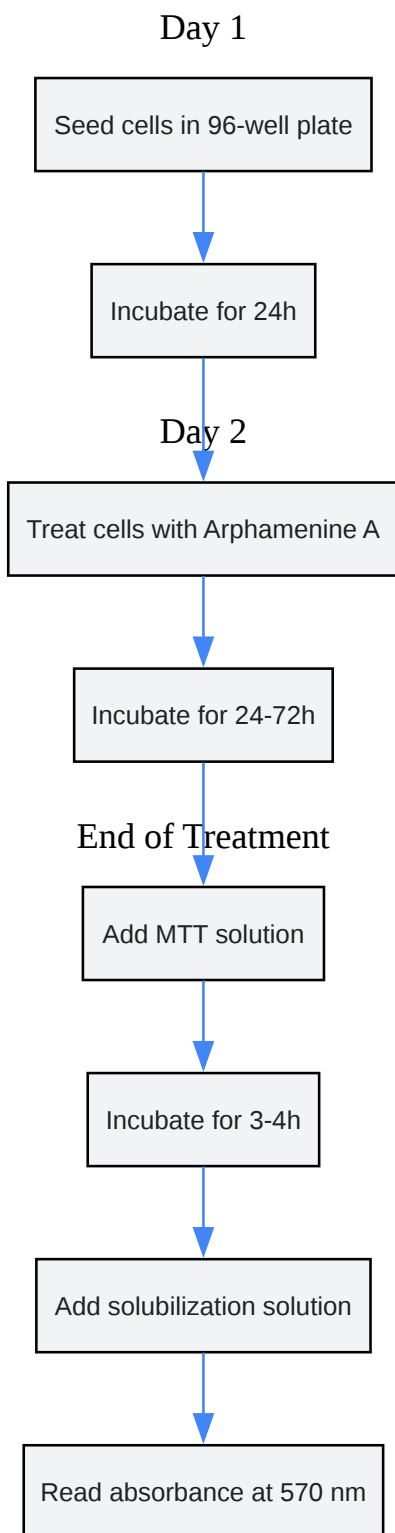 Day 1
Seed cells in 96-well plate
Incubate for 24h
Day 2
Treat cells with Arphamenine A
Incubate for 24-72h
End of Treatment
Add MTT solution
Incubate for 3-4h
Add solubilization solution
Read absorbance at 570 nm